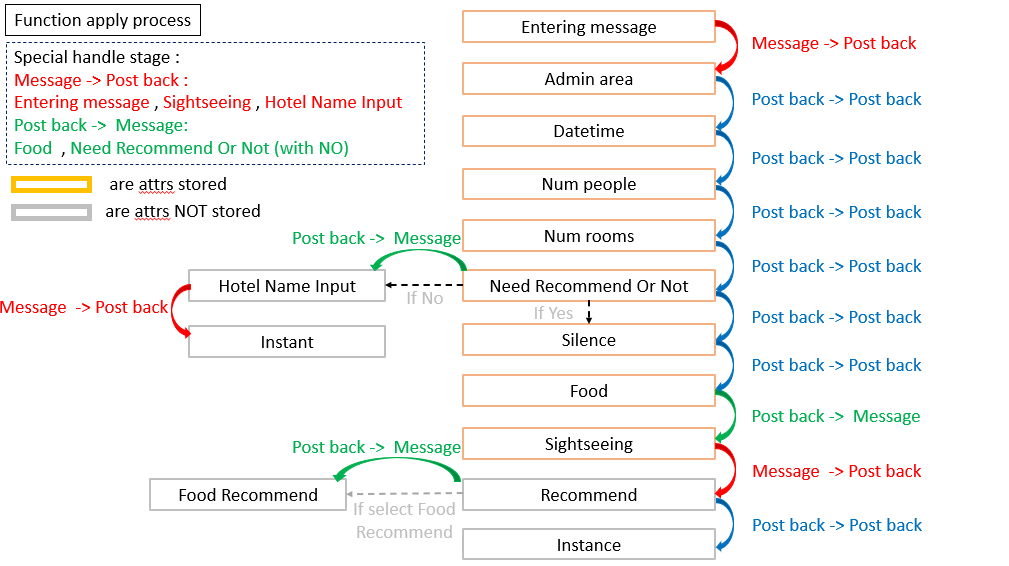 Function apply process
Special handle stage :
Message -> Post back :
Entering message , Sightseeing , Hotel Name Input
Post back ->  Message:
Food  , Need Recommend Or Not (with NO)
are attrs stored
are attrs NOT stored
Entering message
Message -> Post back
Admin area
Post back -> Post back
Datetime
Post back -> Post back
Num people
Post back -> Post back
Num rooms
Post back ->  Message
Post back -> Post back
Hotel Name Input
If No
Need Recommend Or Not
Message  -> Post back
If Yes
Post back -> Post back
Instant
Silence
Post back -> Post back
Food
Post back ->  Message
Sightseeing
Post back ->  Message
Message  -> Post back
Food Recommend
If select Food
Recommend
Recommend
Post back -> Post back
Instance